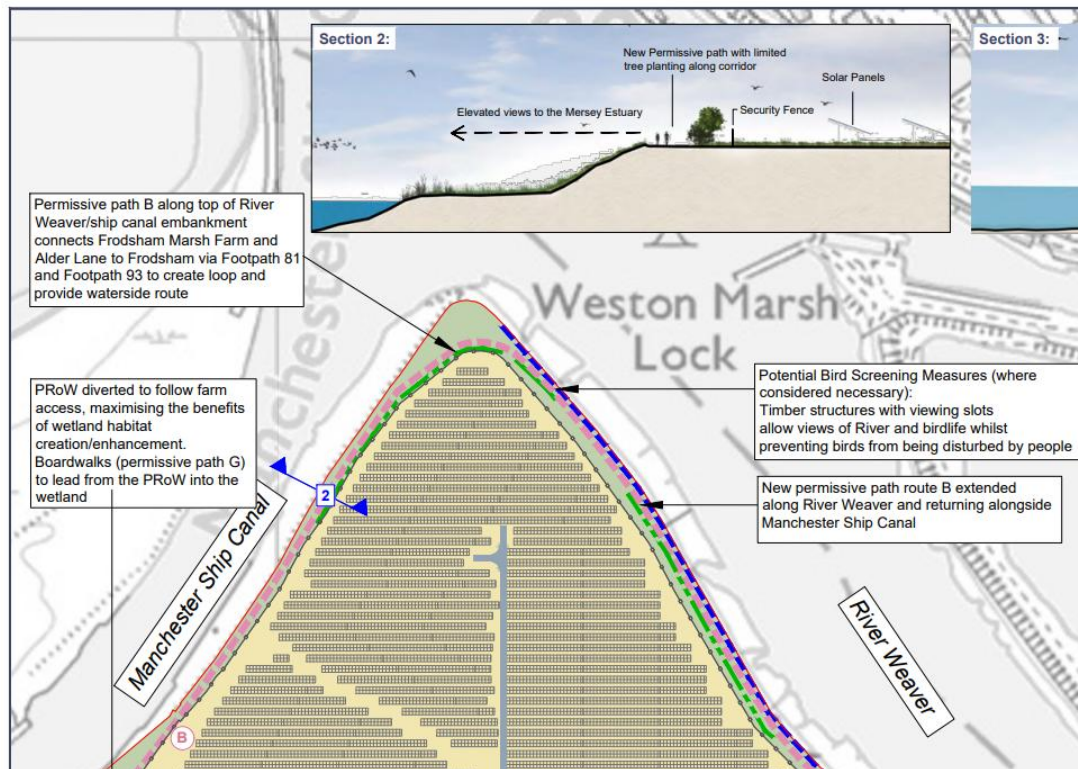 Section 2:
New Permissive path with limited
tree planting along corridor
Solar Panels
Elevated views to the Mersey Estuary
Security Fence
Section 3:
Permissive path B along top of River
Weaver/ship canal embankment
connects Frodsham Marsh Farm and
Alder Lane to Frodsham via Footpath 81
and Footpath 93 to create loop and
provide waterside route
Weston Marsh
Lock
PRoW diverted to follow farm
access, maximising the benefits
of wetland habitat
creation/enhancement.
Boardwalks (permissive path G)
to lead from the PRoW into the
wetland
Potential Bird Screening Measures (where
considered necessary):
Timber structures with viewing slots
allow views of River and birdlife whilst
preventing birds from being disturbed by people
2
New permissive path route B extended
along River Weaver and returning alongside
Manchester Ship Canal
Manchester Ship Canal
River Weaver
B